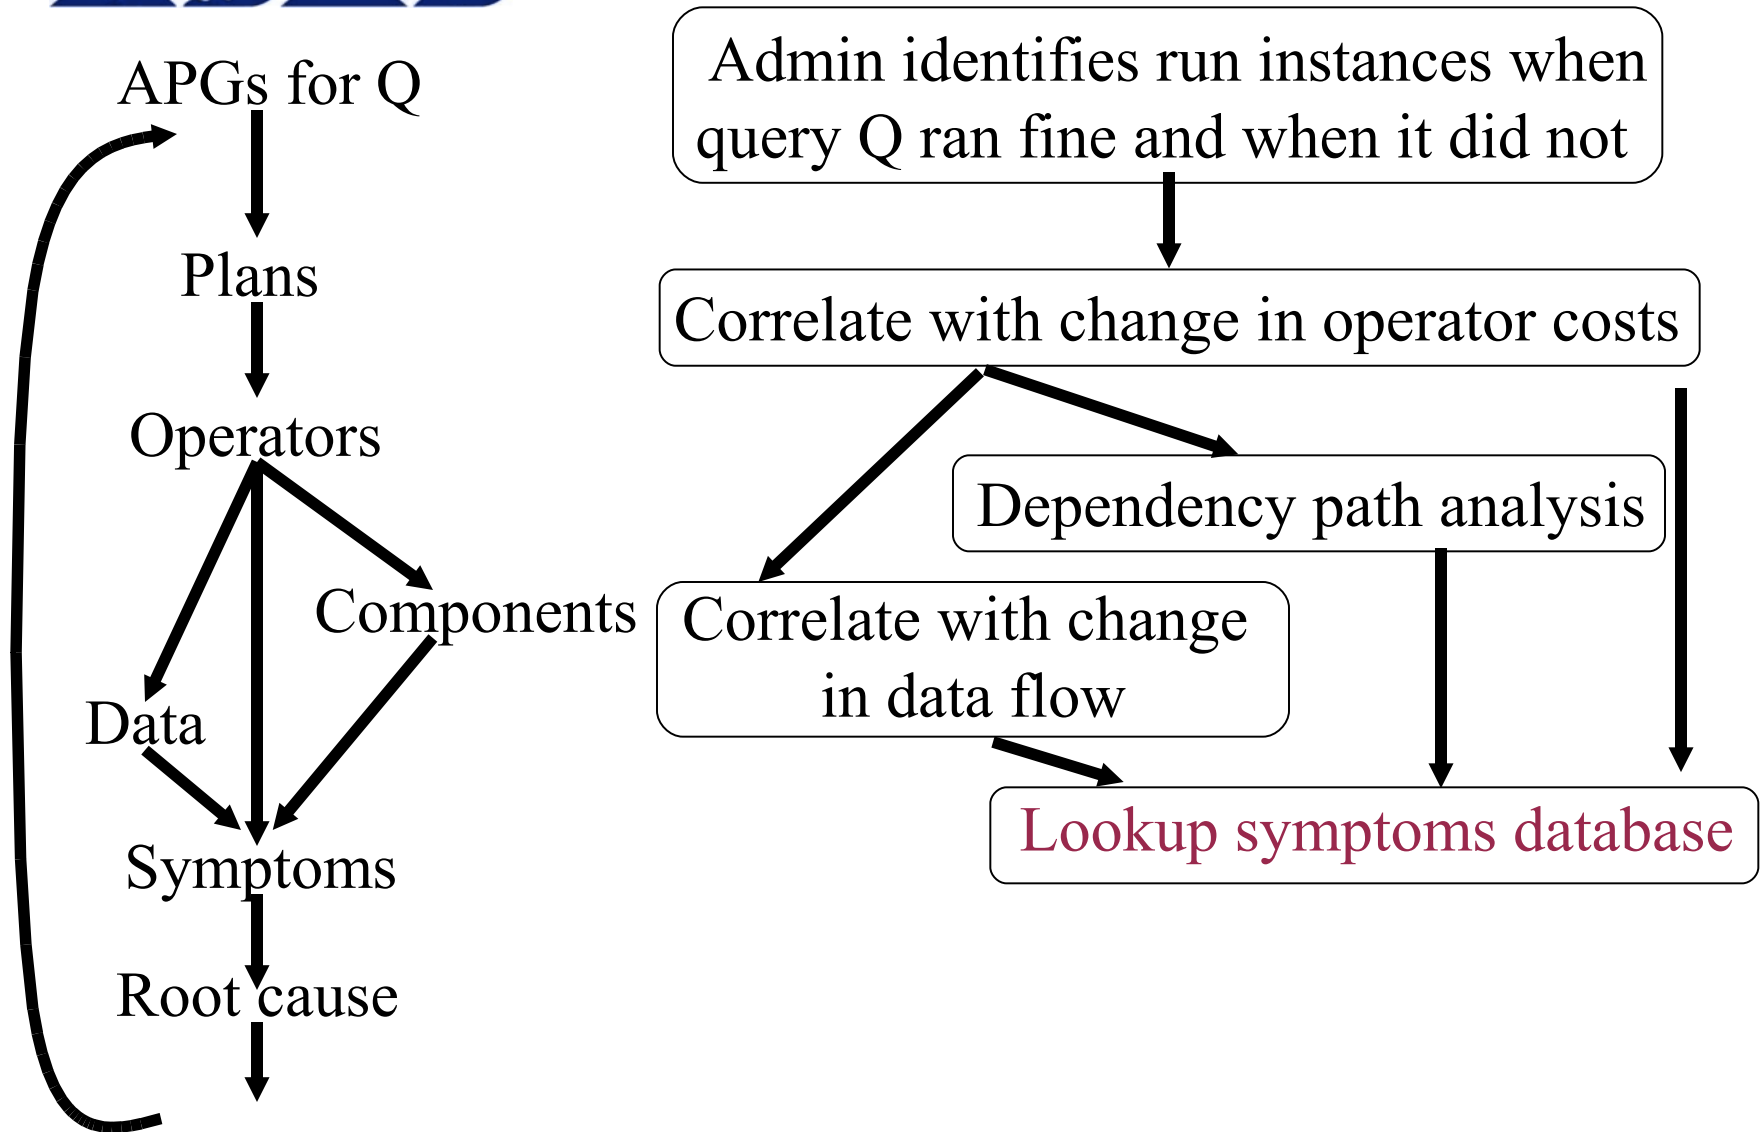 APGs for Q
Plans
Operators
Components
Data
Symptoms
Root cause
Admin identifies run instances when
query Q ran fine and when it did not
Correlate with change in operator costs
Dependency path analysis
Correlate with change
in data flow
Lookup symptoms database